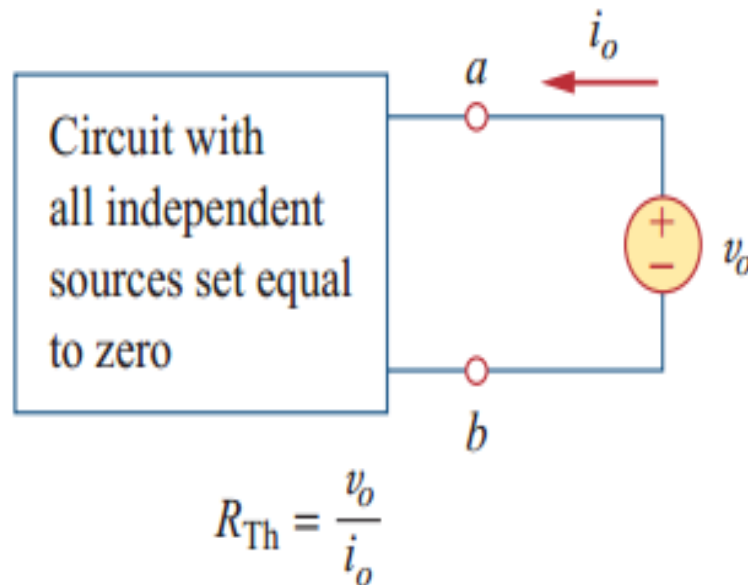 i_o
a
Circuit with
all independent
sources set equal
to zero
+
−
v_o
b
R_Th = v_o / i_o